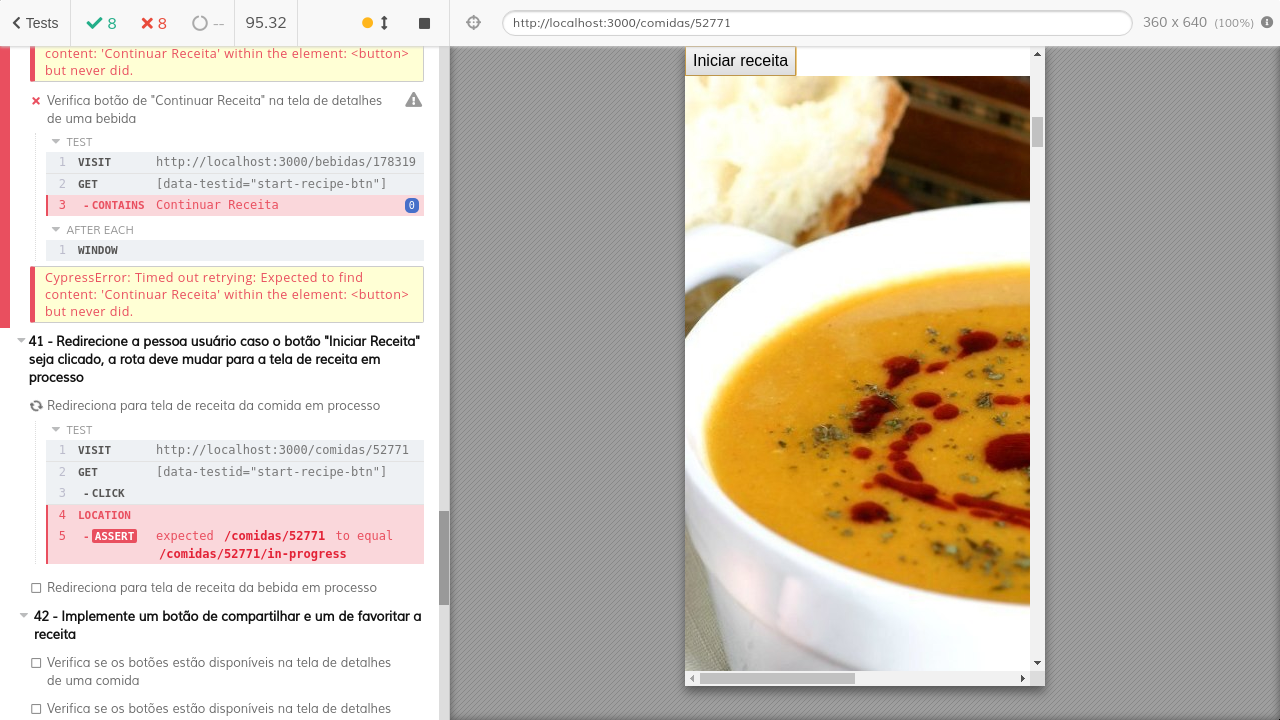 Tests 8 8 -- 95.32
http://localhost:3000/comidas/52771 360 x 640 (100%)
content: 'Continuar Receita' within the element: <button>
but never did.
Verifica botão de "Continuar Receita" na tela de detalhes
de uma bebida
TEST
1 VISIT http://localhost:3000/bebidas/178319
2 GET [data-testid="start-recipe-btn"]
3 -CONTAINS Continuar Receita 0
AFTER EACH
1 WINDOW
CypressError: Timed out retrying: Expected to find
content: 'Continuar Receita' within the element: <button>
but never did.
41 - Redirecione a pessoa usuário caso o botão "Iniciar Receita"
seja clicado, a rota deve mudar para a tela de receita em
processo
Redireciona para tela de receita da comida em processo
TEST
1 VISIT http://localhost:3000/comidas/52771
2 GET [data-testid="start-recipe-btn"]
3 -CLICK
4 LOCATION
5 -ASSERT expected /comidas/52771 to equal
/comidas/52771/in-progress
Redireciona para tela de receita da bebida em processo
42 - Implemente um botão de compartilhar e um de favoritar a
receita
Verifica se os botões estão disponíveis na tela de detalhes
de uma comida
Verifica se os botões estão disponíveis na tela de detalhes
Iniciar receita